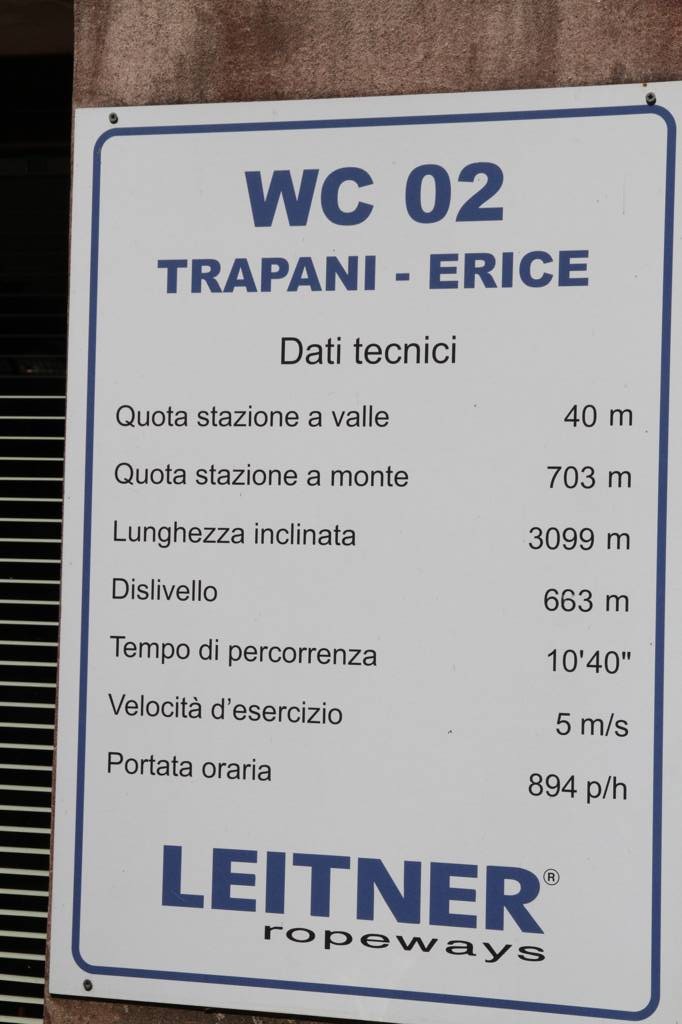 WC 02
TRAPANI - ERICE
Dati tecnici
Quota stazione a valle 40 m
Quota stazione a monte 703 m
Lunghezza inclinata 3099 m
Dislivello 663 m
Tempo di percorrenza 10'40"
Velocità d’esercizio 5 m/s
Portata oraria 894 p/h
LEITNER®
ropeways